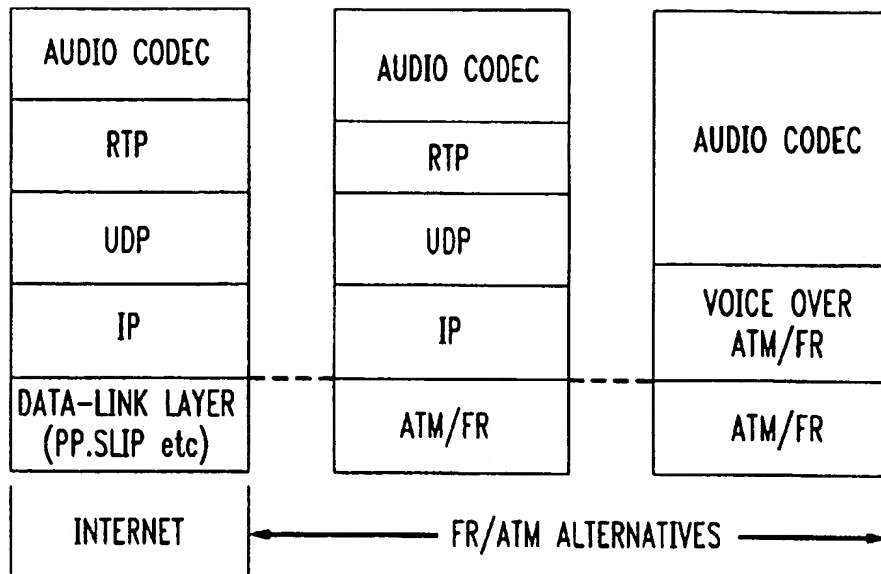 AUDIO CODEC
RTP
UDP
IP
DATA-LINK LAYER
(PP.SLIP etc)
INTERNET
AUDIO CODEC
RTP
UDP
IP
ATM/FR
AUDIO CODEC
VOICE OVER
ATM/FR
ATM/FR
FR/ATM ALTERNATIVES